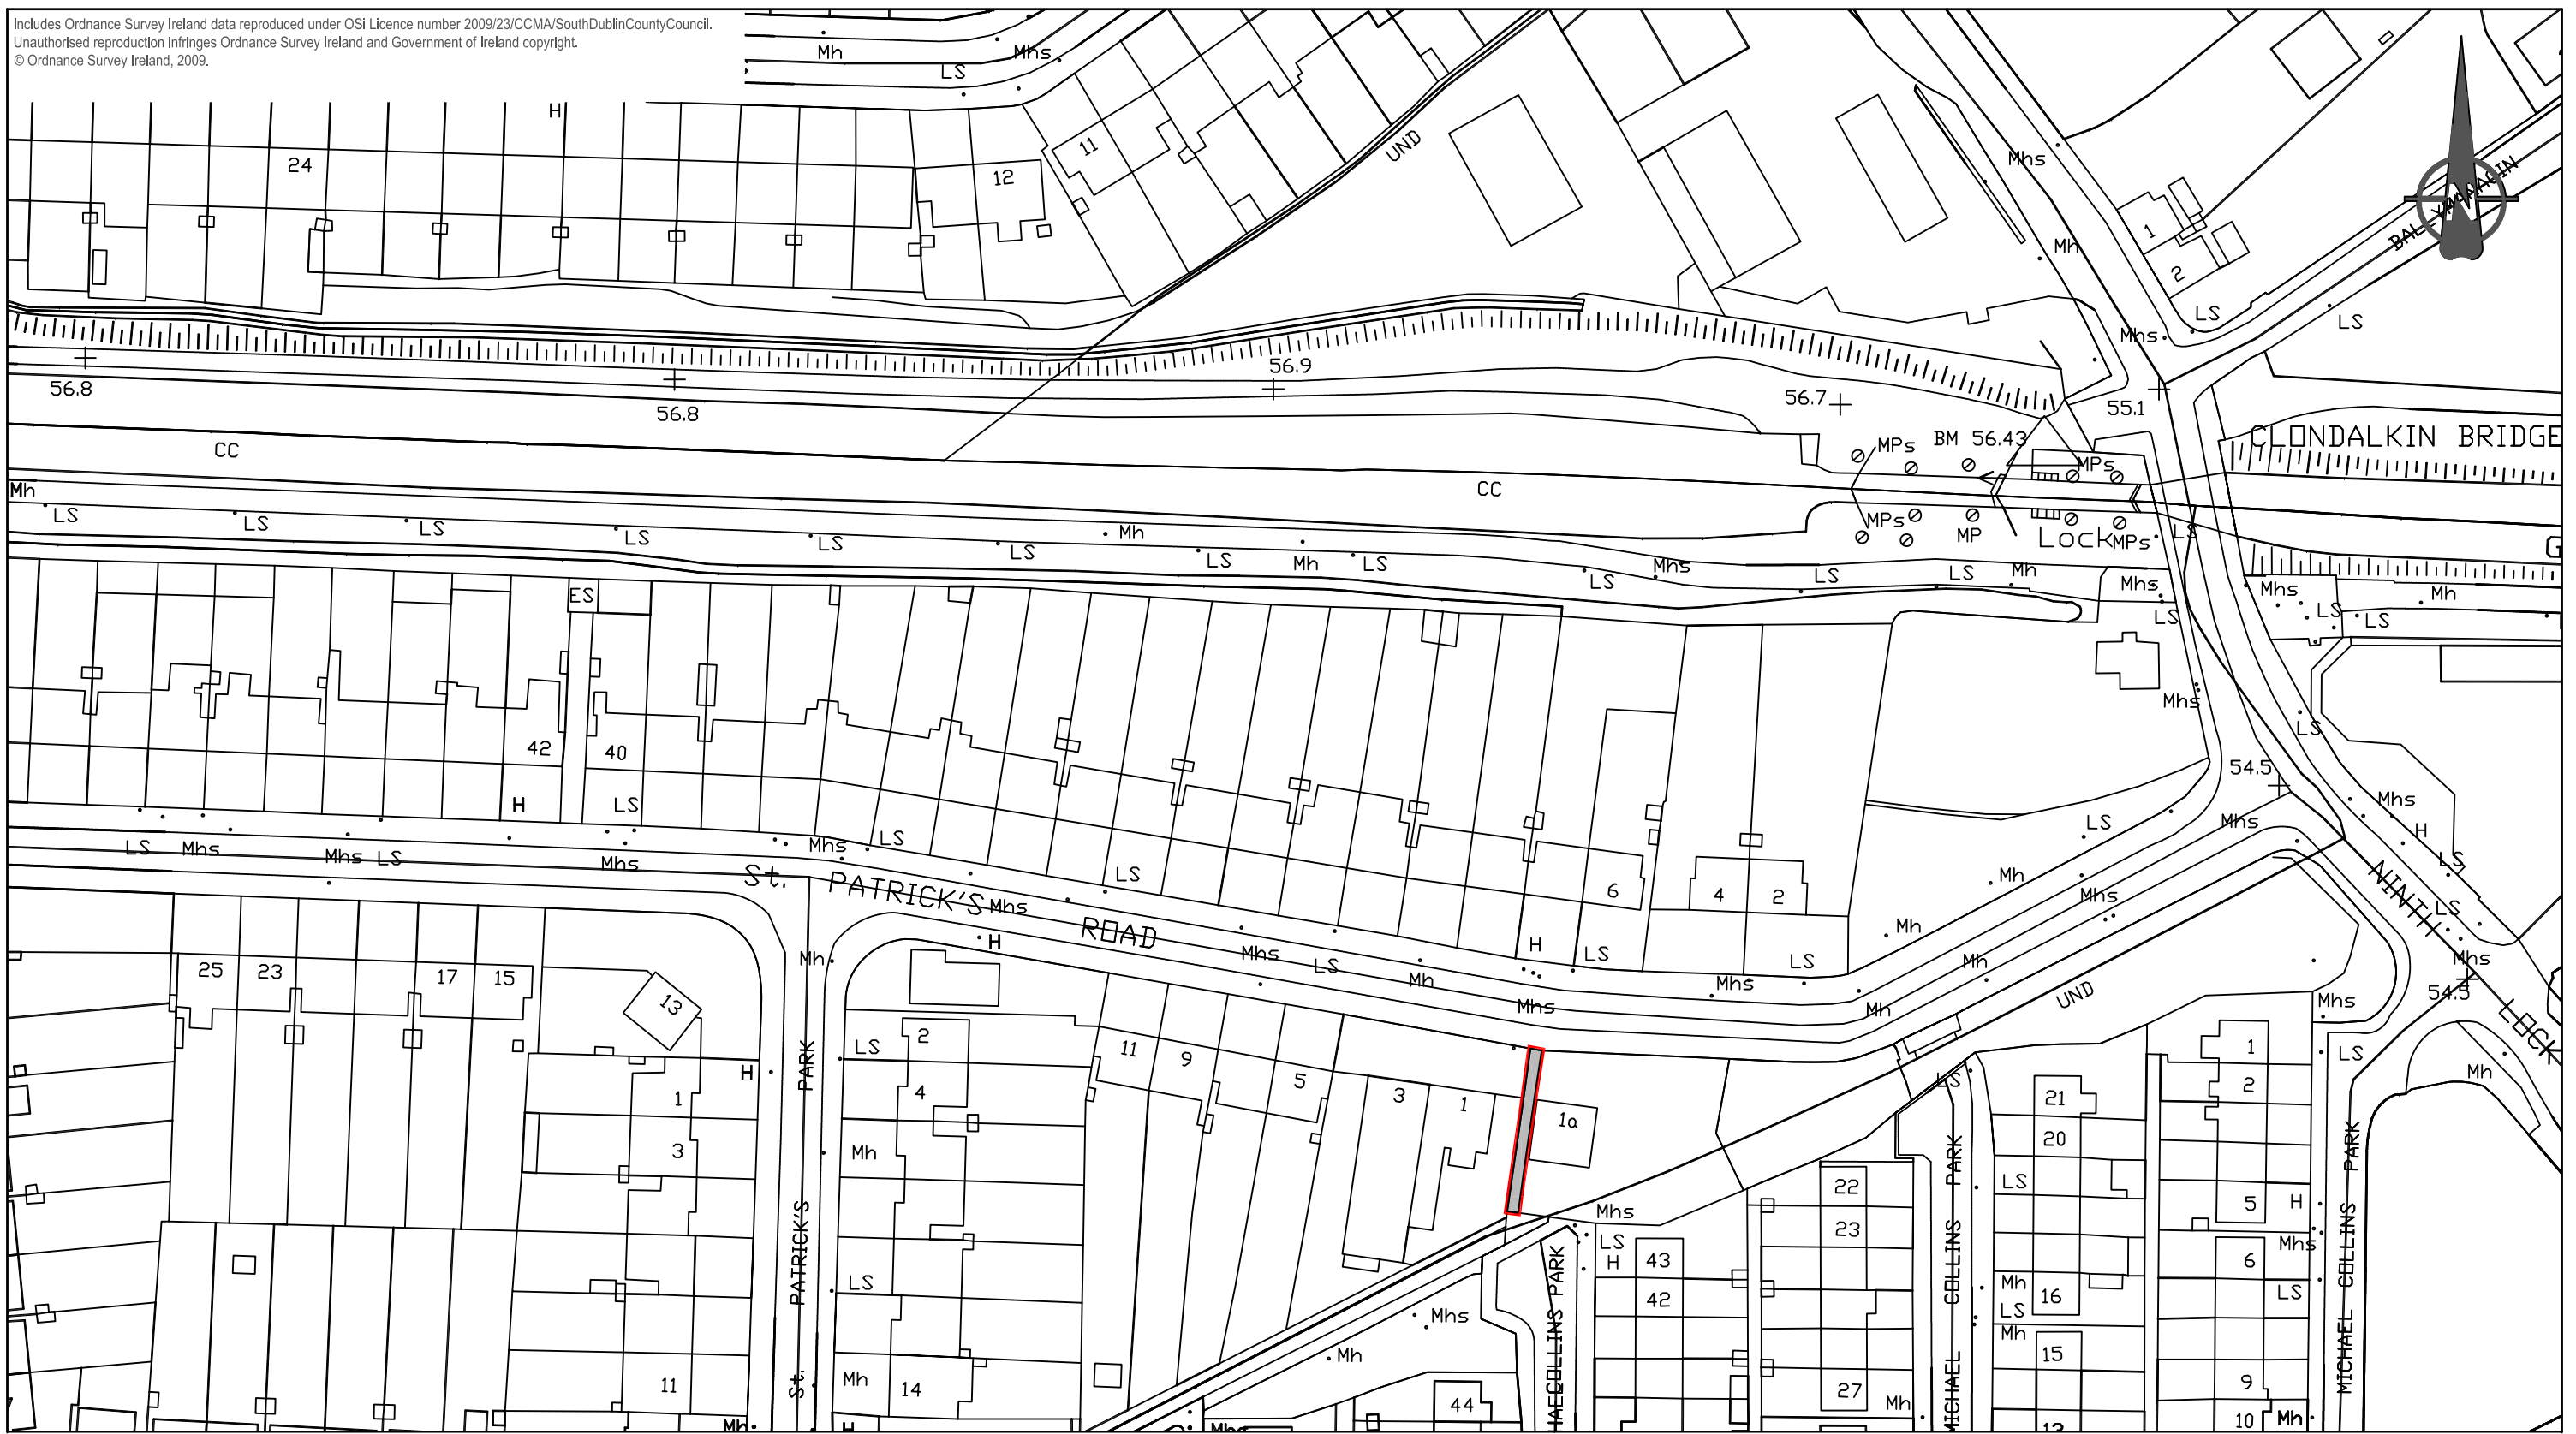 Includes Ordnance Survey Ireland data reproduced under OSi Licence number 2009/23/CCMA/SouthDublinCountyCouncil.
Unauthorised reproduction infringes Ordnance Survey Ireland and Government of Ireland copyright.
© Ordnance Survey Ireland, 2009.
Mh
Mhs
LS
H
24
12
11
UND
Mhs
Mh
1
2
N
LS
LS
Mhs
56.8
56.8
56.9
56.7
55.1
CLONDALKIN BRIDGE
CC
CC
MPs
BM 56.43
MPs
MPs
MP
Lock
MPs
LS
G
Mh
LS
LS
LS
LS
LS
LS
Mh
LS
Mh
LS
Mhs
LS
LS
LS
Mh
Mhs
LS
Mhs
LS
LS
Mh
ES
42
40
H
LS
Mhs
LS
54.5
Mhs
H
LS
LS
Mhs
LS
Mhs
Mhs
LS
Mhs
Mhs
LS
LS
St. PATRICK'S ROAD
Mhs
H
6
4
2
H
LS
LS
Mh
Mhs
Mh
Mh
Mhs
LS
Mh
Mhs
Mhs
Mh
UND
NINTH LOCK
LS
Mhs
54.5
Mhs
25
23
17
15
13
Mh
LS
2
4
Mh
LS
Mh
14
H
H
1
3
11
Mh
St. PATRICK'S PARK
11
9
5
3
1
1a
Mhs
LS
H
43
42
44
Mhs
Mh
COLLINS PARK
22
23
27
Mh
LS
MICHAEL COLLINS PARK
21
20
LS
16
Mh
LS
Mh
15
1
2
5
H
Mhs
6
LS
9
10
Mh
LS
Mh
MICHAEL COLLINS PARK